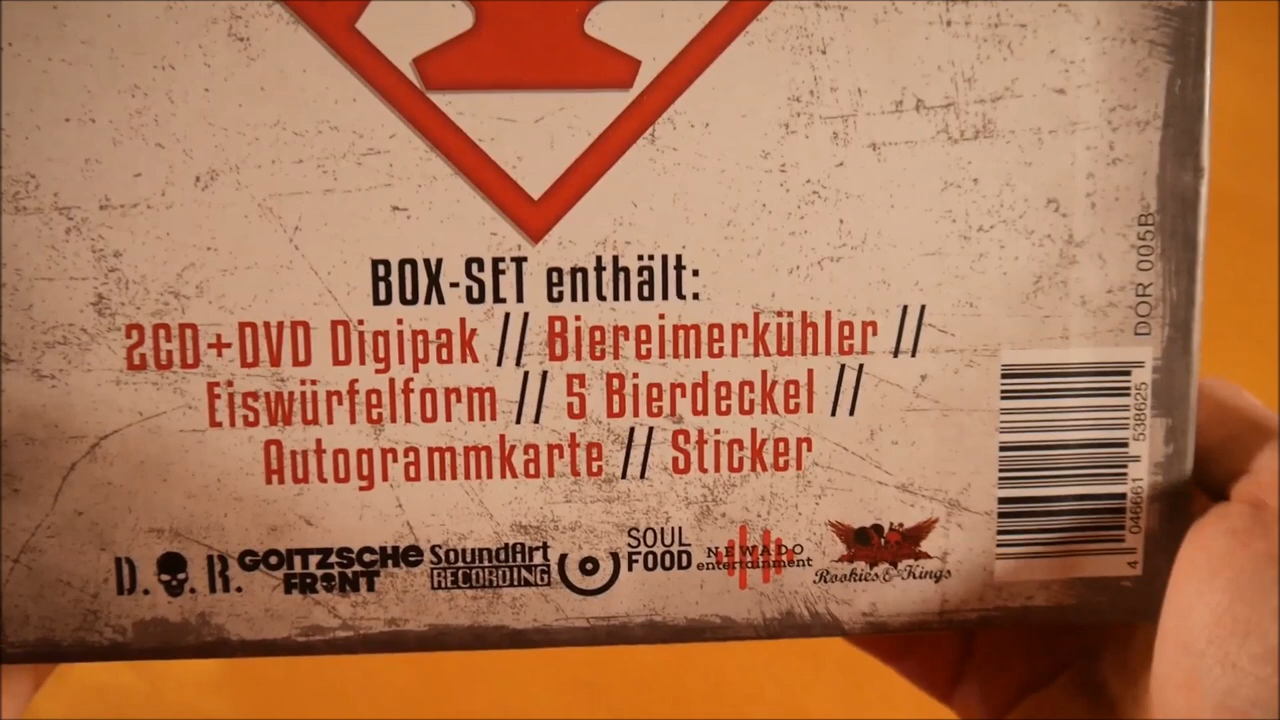 BOX-SET enthält:
2CD+DVD Digipak // Biereimerkühler //
Eiswürfelform // 5 Bierdeckel //
Autogrammkarte // Sticker
D.O.R.
GOITZSCHE
FRONT
SoundArt
RECORDING
SOUL
FOOD
NEWADO
entertainment
Rookies & Kings
DOR 005B
4 046661 538625